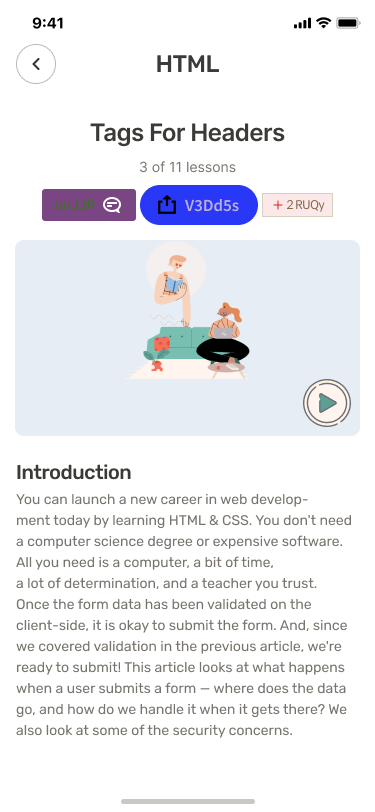 9:41
HTML
Tags For Headers
3 of 11 lessons
V3Dd5s
2 RUQy
Introduction
You can launch a new career in web develop-
ment today by learning HTML & CSS. You don't need
a computer science degree or expensive software.
All you need is a computer, a bit of time,
a lot of determination, and a teacher you trust.
Once the form data has been validated on the
client-side, it is okay to submit the form. And, since
we covered validation in the previous article, we're
ready to submit! This article looks at what happens
when a user submits a form — where does the data
go, and how do we handle it when it gets there? We
also look at some of the security concerns.